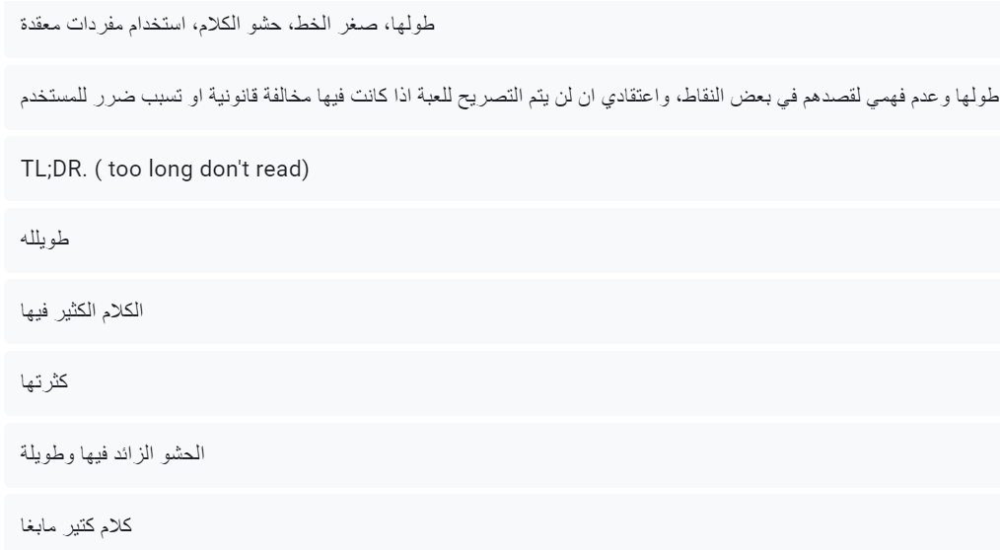 طولها، صغر الخط، حشو الكلام، استخدام مفردات معقدة
طولها وعدم فهمي لقصدهم في بعض النقاط، واعتقادي ان لن يتم التصريح للعبة اذا كانت فيها مخالفة قانونية او تسبب ضرر للمستخدم
TL;DR. ( too long don't read)
طويلله
الكلام الكثير فيها
كثرتها
الحشو الزائد فيها وطويلة
كلام كتير مابغا